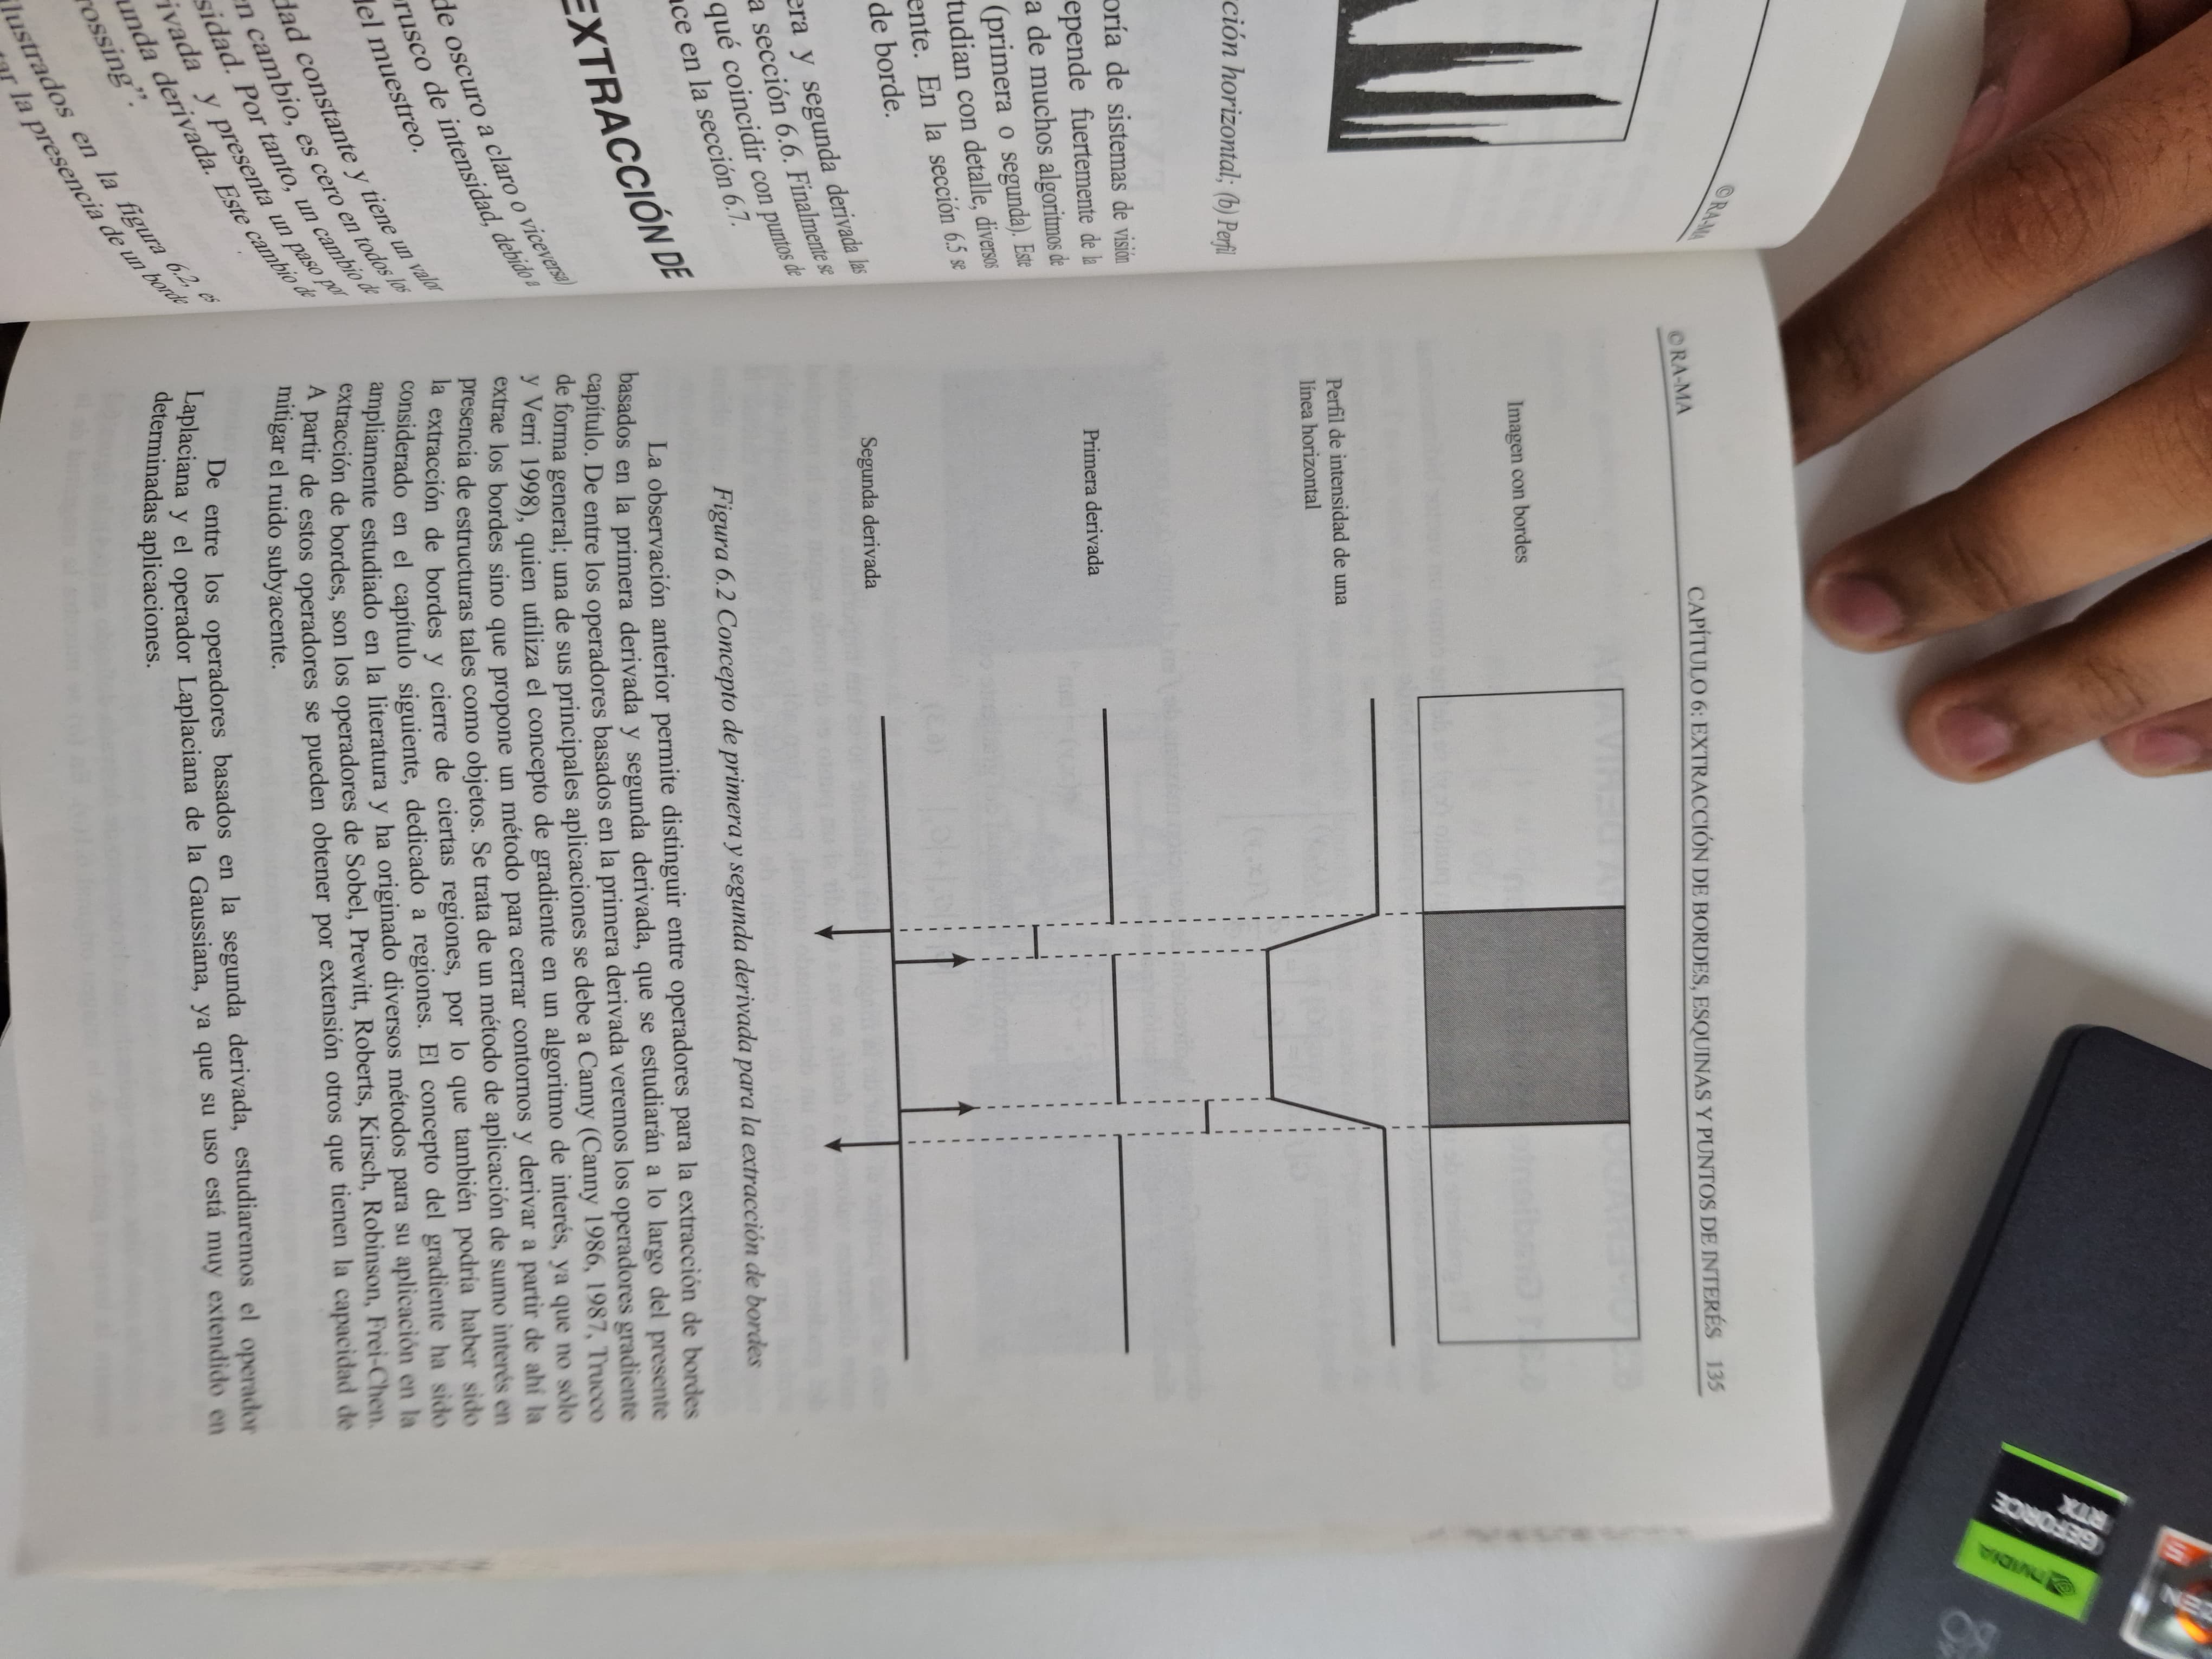 © RA-MA
ción horizontal; (b) Perfil
oría de sistemas de visión
epende fuertemente de la
a de muchos algoritmos de
(primera o segunda). Este
tudian con detalle, diversos
ente. En la sección 6.5 se
de borde.
era y segunda derivada las
a sección 6.6. Finalmente se
qué coincidir con puntos de
ace en la sección 6.7.
EXTRACCIÓN DE
de oscuro a claro o viceversa)
rusco de intensidad, debido a
del muestreo.
dad constante y tiene un valor
en cambio, es cero en todos los
sidad. Por tanto, un cambio de
ivada y presenta un paso por
unda derivada. Este cambio de
rossing”.
ilustrados en la figura 6.2, es
tar la presencia de un borde
© RA-MA
CAPÍTULO 6: EXTRACCIÓN DE BORDES, ESQUINAS Y PUNTOS DE INTERÉS 135
Imagen con bordes
Perfil de intensidad de una
línea horizontal
Primera derivada
Segunda derivada
Figura 6.2 Concepto de primera y segunda derivada para la extracción de bordes
La observación anterior permite distinguir entre operadores para la extracción de bordes
basados en la primera derivada y segunda derivada, que se estudiarán a lo largo del presente
capítulo. De entre los operadores basados en la primera derivada veremos los operadores gradiente
de forma general; una de sus principales aplicaciones se debe a Canny (Canny 1986, 1987, Trucco
y Verri 1998), quien utiliza el concepto de gradiente en un algoritmo de interés, ya que no sólo
extrae los bordes sino que propone un método para cerrar contornos y derivar a partir de ahí la
presencia de estructuras tales como objetos. Se trata de un método de aplicación de sumo interés en
la extracción de bordes y cierre de ciertas regiones, por lo que también podría haber sido
considerado en el capítulo siguiente, dedicado a regiones. El concepto del gradiente ha sido
ampliamente estudiado en la literatura y ha originado diversos métodos para su aplicación en la
extracción de bordes, son los operadores de Sobel, Prewitt, Roberts, Kirsch, Robinson, Frei-Chen.
A partir de estos operadores se pueden obtener por extensión otros que tienen la capacidad de
mitigar el ruido subyacente.
De entre los operadores basados en la segunda derivada, estudiaremos el operador
Laplaciana y el operador Laplaciana de la Gaussiana, ya que su uso está muy extendido en
determinadas aplicaciones.
GEFORCE
RTX
NVIDIA